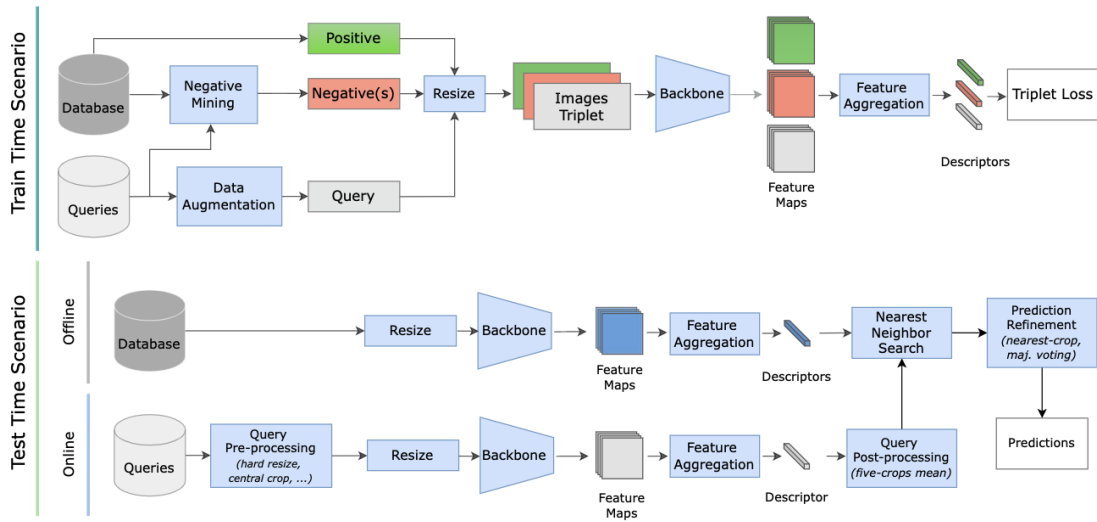 Train Time Scenario
Database
Queries
Positive
Negative
Mining
Negative(s)
Resize
Data
Augmentation
Query
Images
Triplet
Backbone
Feature
Maps
Feature
Aggregation
Descriptors
Triplet Loss
Test Time Scenario
Offline
Database
Resize
Backbone
Feature
Maps
Feature
Aggregation
Descriptors
Nearest
Neighbor
Search
Prediction
Refinement
(nearest-crop,
maj. voting)
Online
Queries
Query
Pre-processing
(hard resize,
central crop, ...)
Resize
Backbone
Feature
Maps
Feature
Aggregation
Descriptor
Query
Post-processing
(five-crops mean)
Predictions